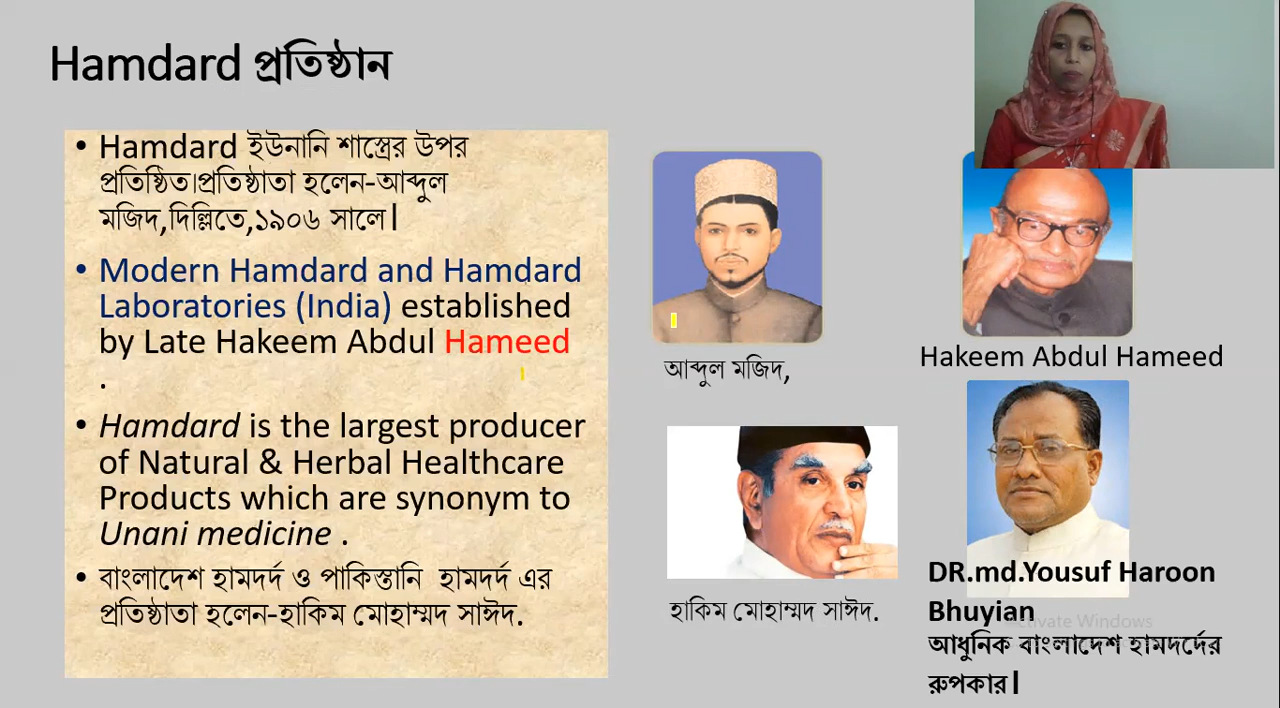 Hamdard প্রতিষ্ঠান
• Hamdard ইউনানি শাস্ত্রের উপর
প্রতিষ্ঠিত।প্রতিষ্ঠাতা হলেন-আব্দুল
মজিদ,দিল্লিতে,১৯০৬ সালে।
• Modern Hamdard and Hamdard
Laboratories (India) established
by Late Hakeem Abdul Hameed
.
• Hamdard is the largest producer
of Natural & Herbal Healthcare
Products which are synonym to
Unani medicine .
• বাংলাদেশ হামদর্দ ও পাকিস্তানি হামদর্দ এর
প্রতিষ্ঠাতা হলেন-হাকিম মোহাম্মদ সাঈদ.
আব্দুল মজিদ,
Hakeem Abdul Hameed
হাকিম মোহাম্মদ সাঈদ.
DR.md.Yousuf Haroon
Bhuyian
Activate Windows
আধুনিক বাংলাদেশ হামদর্দের
রুপকার।